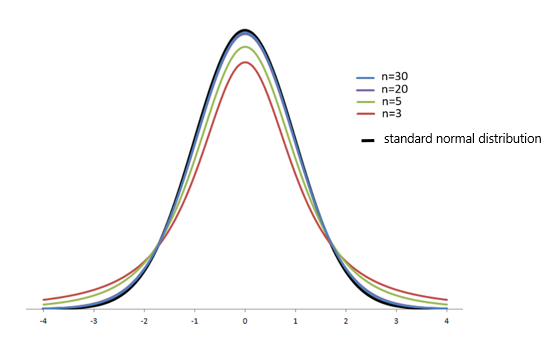 n=30
n=20
n=5
n=3
standard normal distribution
-4 -3 -2 -1 0 1 2 3 4